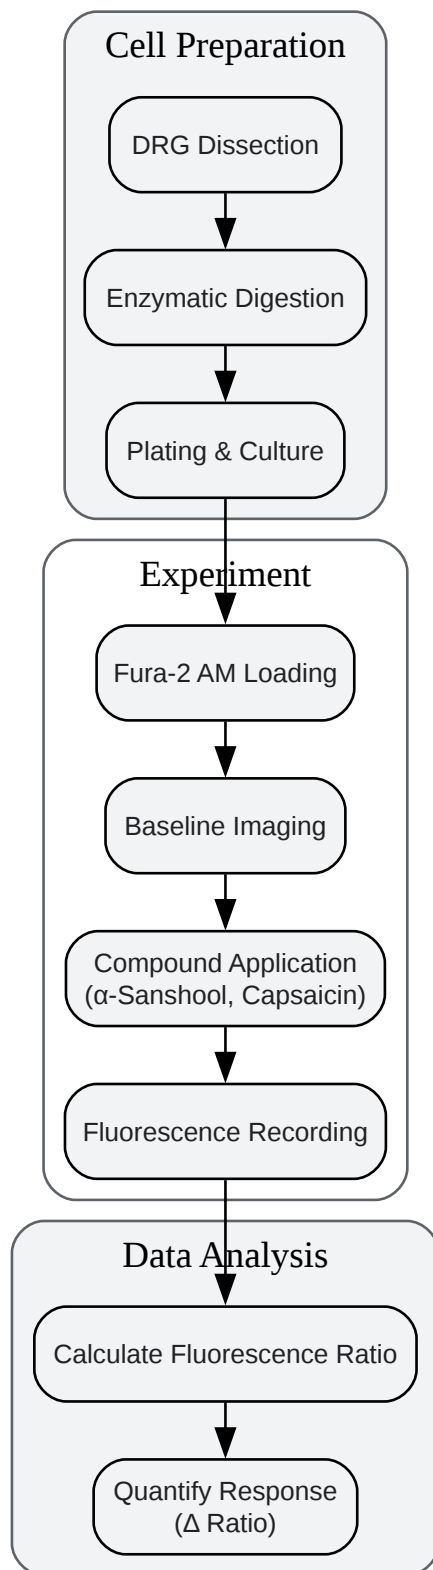 Cell Preparation
DRG Dissection
Enzymatic Digestion
Plating & Culture
Experiment
Fura-2 AM Loading
Baseline Imaging
Compound Application
(α-Sanshool, Capsaicin)
Fluorescence Recording
Data Analysis
Calculate Fluorescence Ratio
Quantify Response
(Δ Ratio)